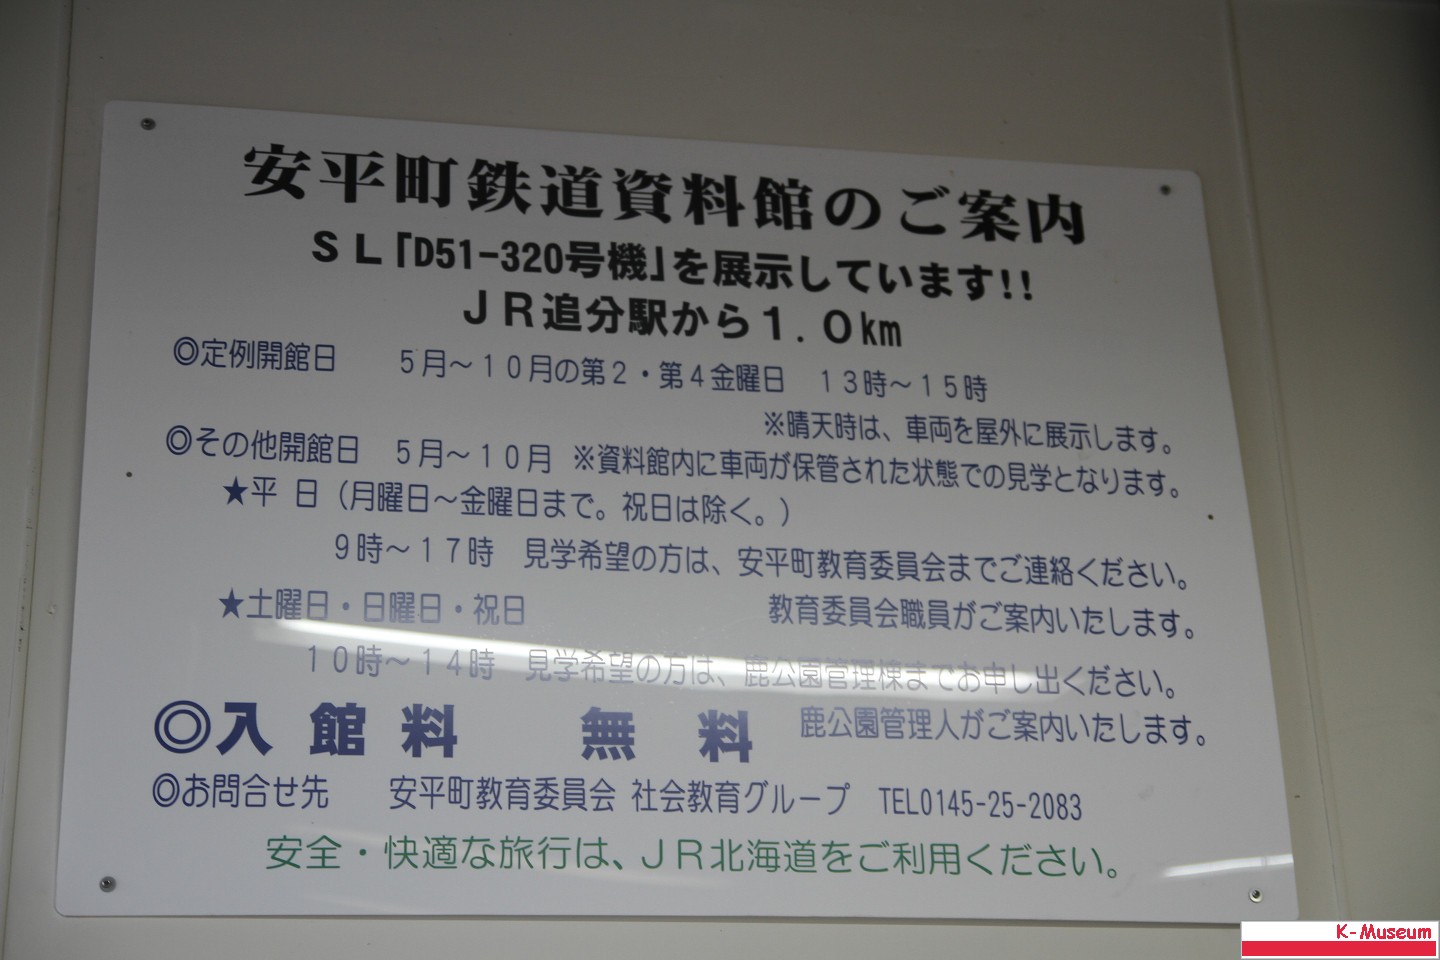 安平町鉄道資料館のご案内
ＳＬ「D51-320号機」を展示しています!!
ＪＲ追分駅から１．０km
◎定例開館日　５月～１０月の第２・第４金曜日　１３時～１５時
※晴天時は、車両を屋外に展示します。
◎その他開館日　５月～１０月　※資料館内に車両が保管された状態での見学となります。
★平　日（月曜日～金曜日まで。祝日は除く。）
９時～１７時　見学希望の方は、安平町教育委員会までご連絡ください。
教育委員会職員がご案内いたします。
★土曜日・日曜日・祝日
１０時～１４時　見学希望の方は、鹿公園管理棟までお申し出ください。
鹿公園管理人がご案内いたします。
◎入館料　無料
◎お問合せ先　安平町教育委員会　社会教育グループ　TEL0145-25-2083
安全・快適な旅行は、ＪＲ北海道をご利用ください。
K-Museum